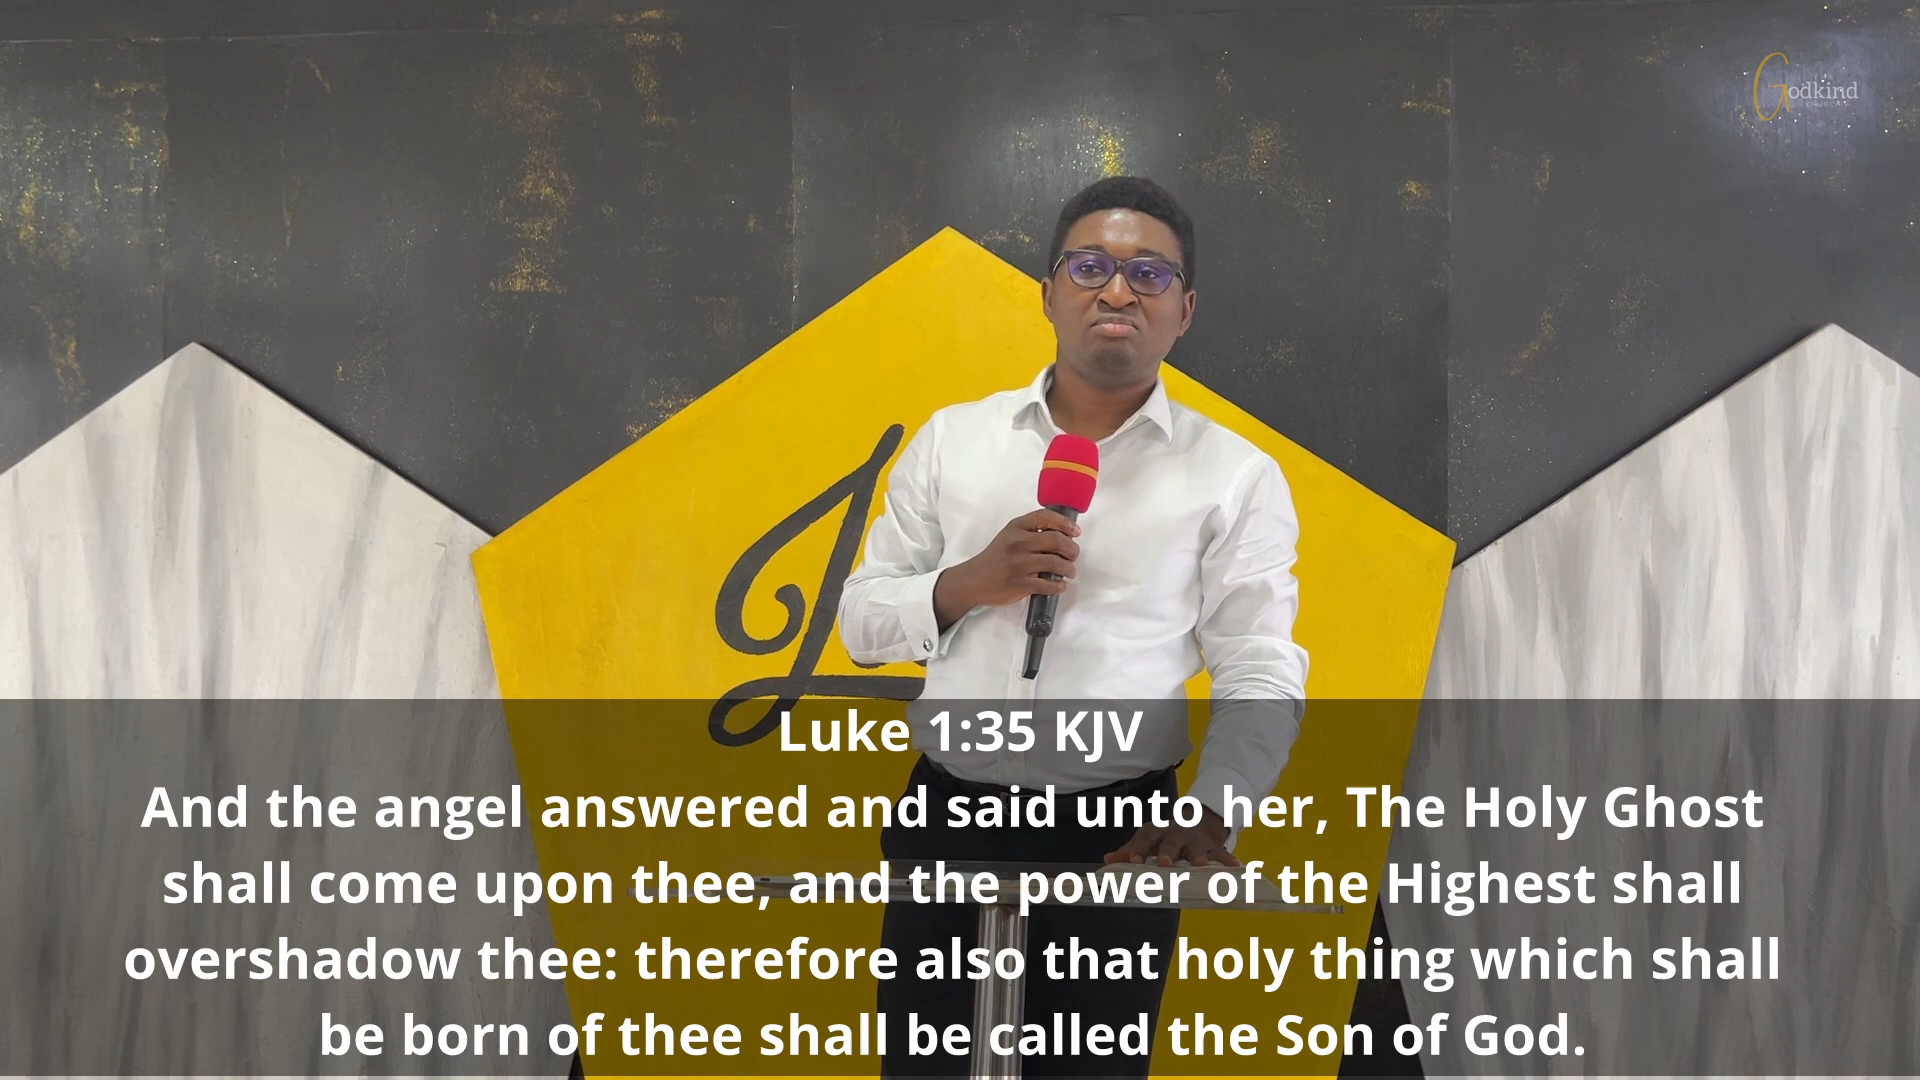 Godkind
CHURCH
L
Luke 1:35 KJV
And the angel answered and said unto her, The Holy Ghost
shall come upon thee, and the power of the Highest shall
overshadow thee: therefore also that holy thing which shall
be born of thee shall be called the Son of God.